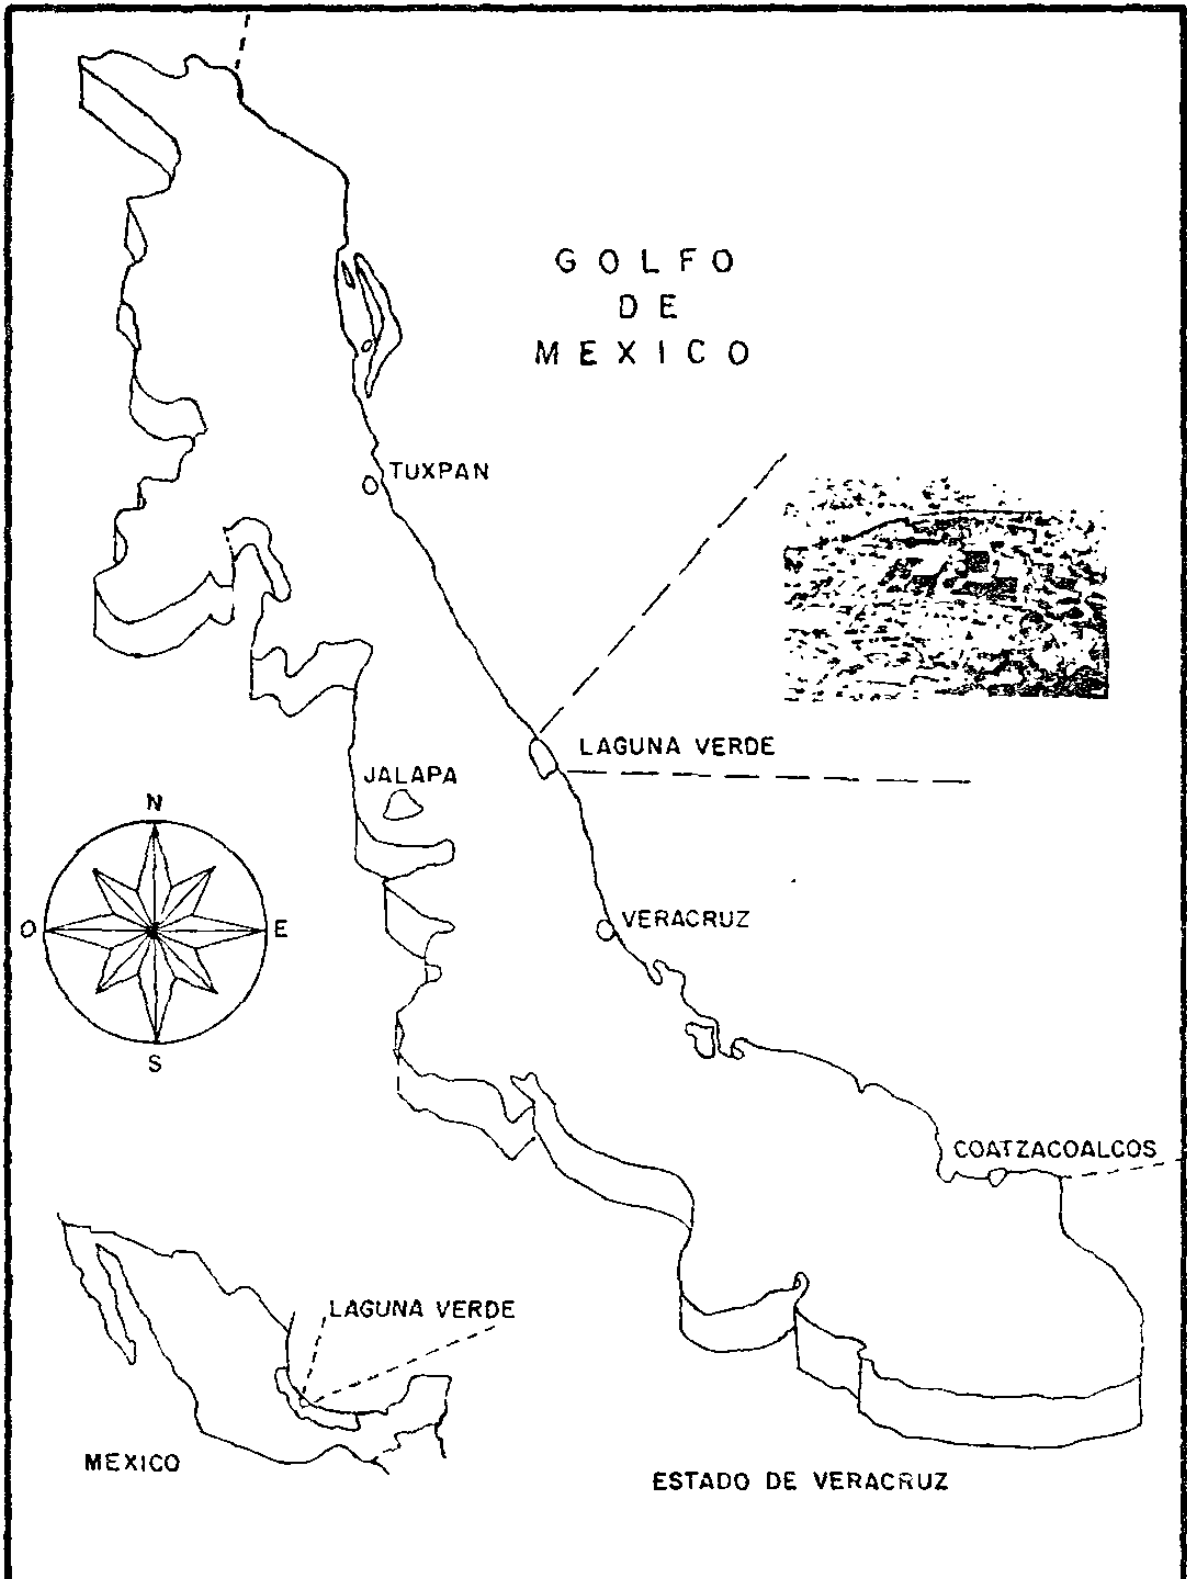 GOLFO
DE
MEXICO
TUXPAN
LAGUNA VERDE
JALAPA
N
O
E
S
VERACRUZ
COATZACOALCOS
LAGUNA VERDE
MEXICO
ESTADO DE VERACRUZ